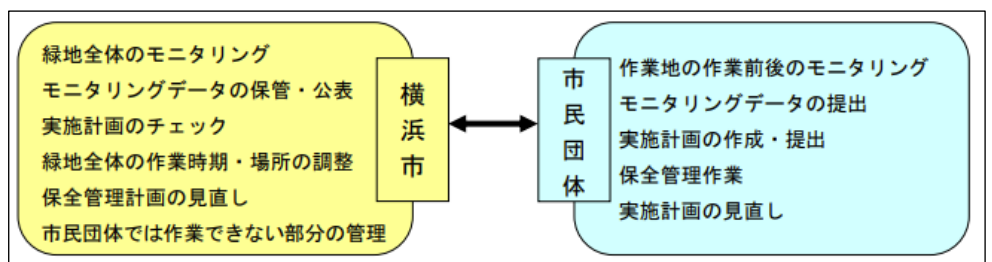 緑地全体のモニタリング
モニタリングデータの保管・公表
実施計画のチェック
緑地全体の作業時期・場所の調整
保全管理計画の見直し
市民団体では作業できない部分の管理
横浜市
市民団体
作業地の作業前後のモニタリング
モニタリングデータの提出
実施計画の作成・提出
保全管理作業
実施計画の見直し